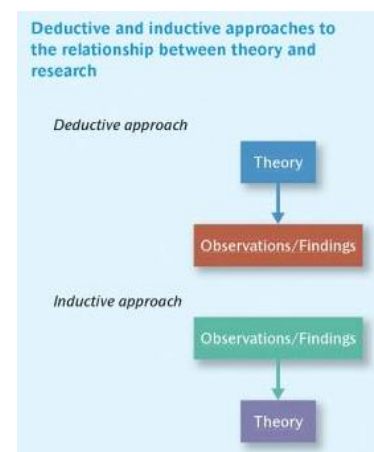 Deductive and inductive approaches to
the relationship between theory and
research
Deductive approach
Theory
Observations/Findings
Inductive approach
Observations/Findings
Theory